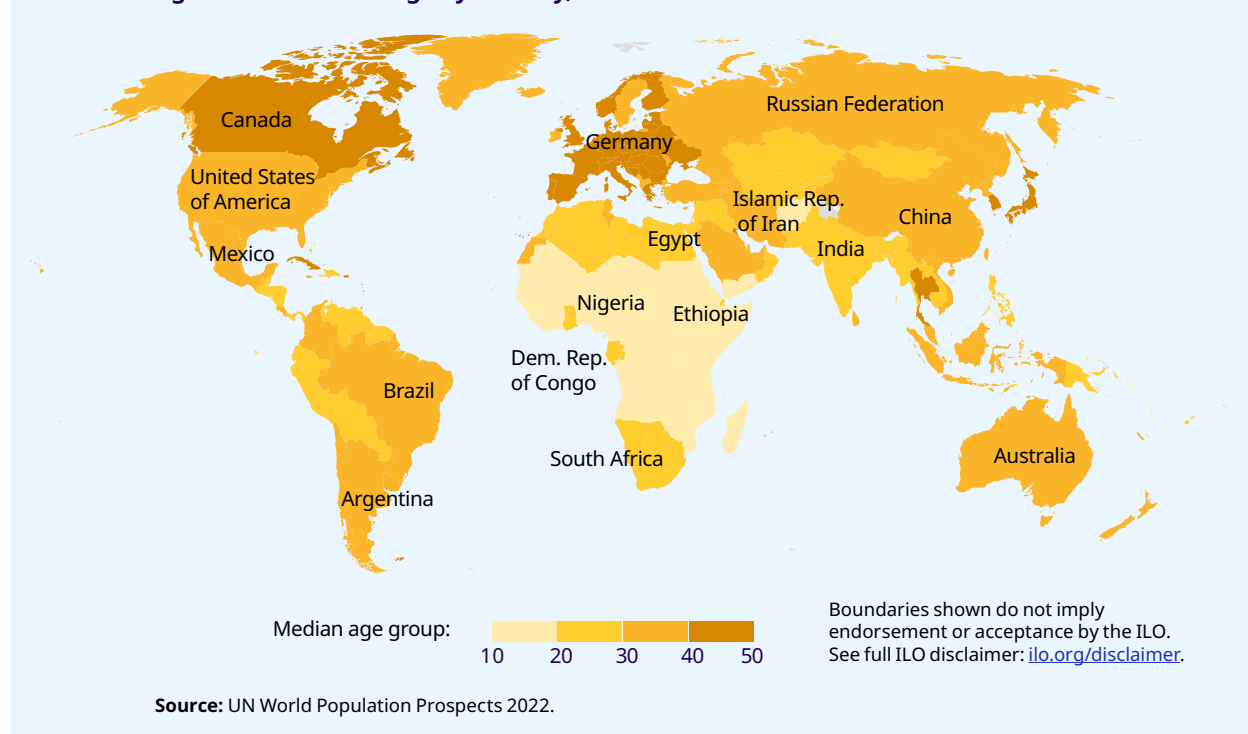 Canada
Russian Federation
Germany
United States
of America
Islamic Rep.
of Iran
China
Mexico
Egypt
India
Nigeria
Ethiopia
Dem. Rep.
of Congo
Brazil
South Africa
Australia
Argentina
Median age group:
10 20 30 40 50
Boundaries shown do not imply
endorsement or acceptance by the ILO.
See full ILO disclaimer: ilo.org/disclaimer.
Source: UN World Population Prospects 2022.